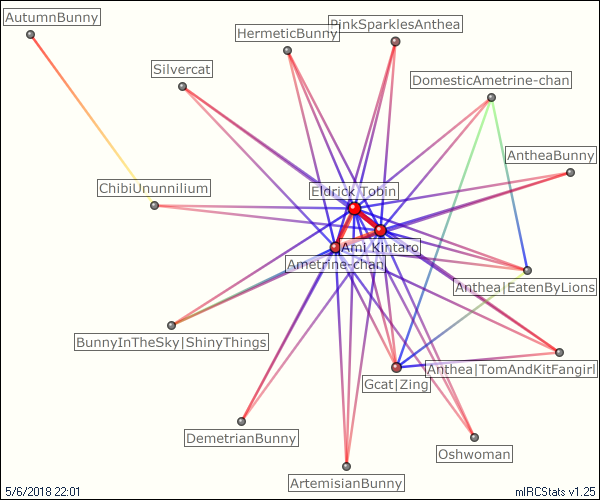 AutumnBunny
PinkSparklesAnthea
HermeticBunny
Silvercat
DomesticAmetrine-chan
AntheaBunny
ChibiUnunnilium
Eldrick_Tobin
Ami_Kintaro
Ametrine-chan
Anthea|EatenByLions
BunnyInTheSky|ShinyThings
Anthea|TomAndKitFangirl
Gcat|Zing
DemetrianBunny
Oshwoman
ArtemisianBunny
5/6/2018 22:01
mIRCStats v1.25